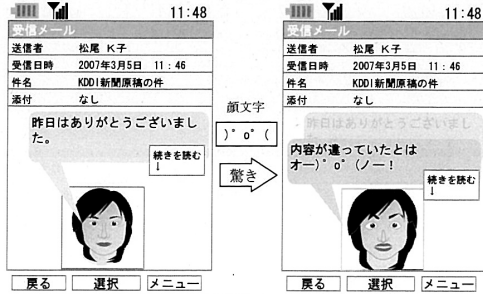 11:48
受信メール
送信者 松尾 K子
受信日時 2007年3月5日 11:46
件名 KDDI新聞原稿の件
添付 なし
昨日はありがとうございまし
た。
続きを読む
↓
戻る 選択 メニュー
顔文字
)°o°(
驚き
11:48
受信メール
送信者 松尾 K子
受信日時 2007年3月5日 11:46
件名 KDDI新聞原稿の件
添付 なし
昨日はありがとうございまし
内容が違っていたとは
オー)°o°(ノー!
続きを読む
↓
戻る 選択 メニュー